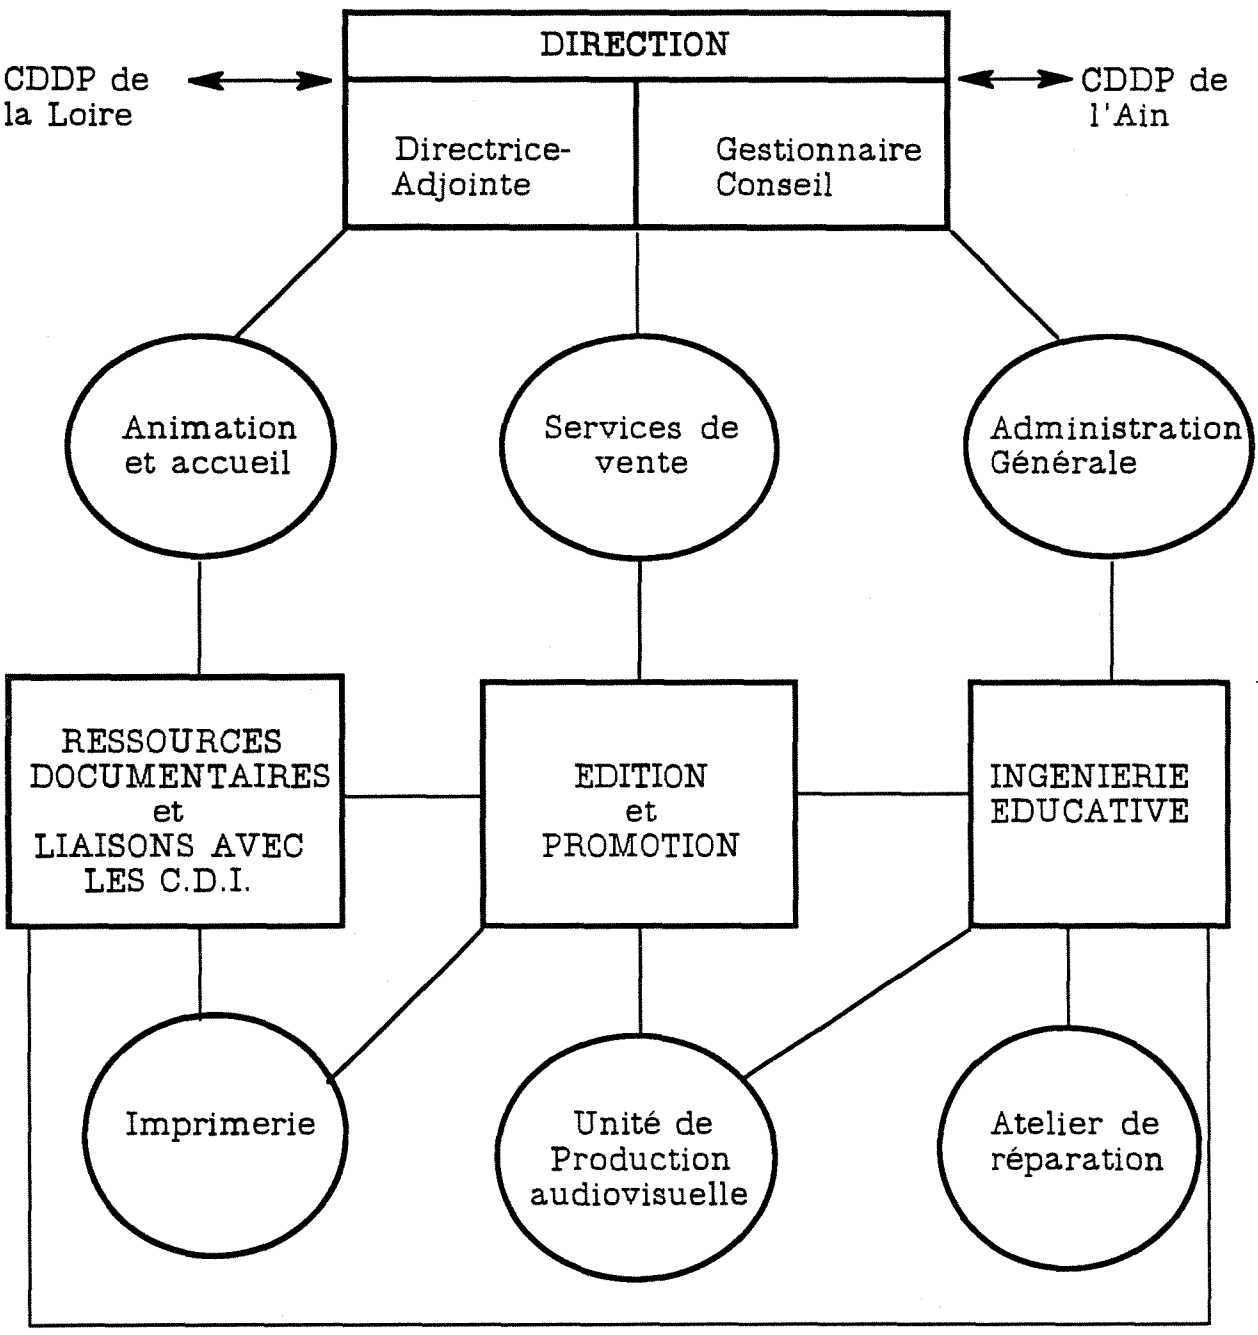 DIRECTION
CDDP de
la Loire
CDDP de
l'Ain
Directrice-
Adjointe
Gestionnaire
Conseil
Animation
et accueil
Services de
vente
Administration
Générale
RESSOURCES
DOCUMENTAIRES
et
LIAISONS AVEC
LES C.D.I.
EDITION
et
PROMOTION
INGENIERIE
EDUCATIVE
Imprimerie
Unité de
Production
audiovisuelle
Atelier de
réparation